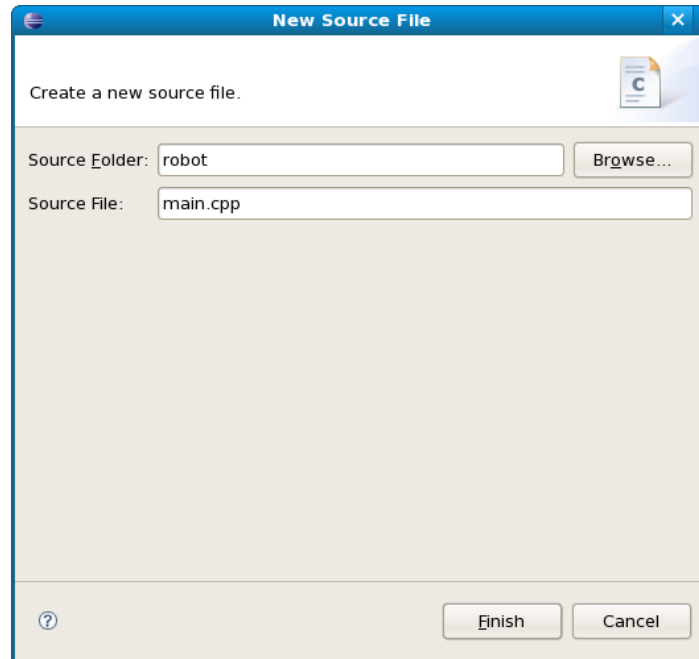 New Source File
Create a new source file.
c
Source Folder: robot Browse...
Source File: main.cpp
?
Finish Cancel